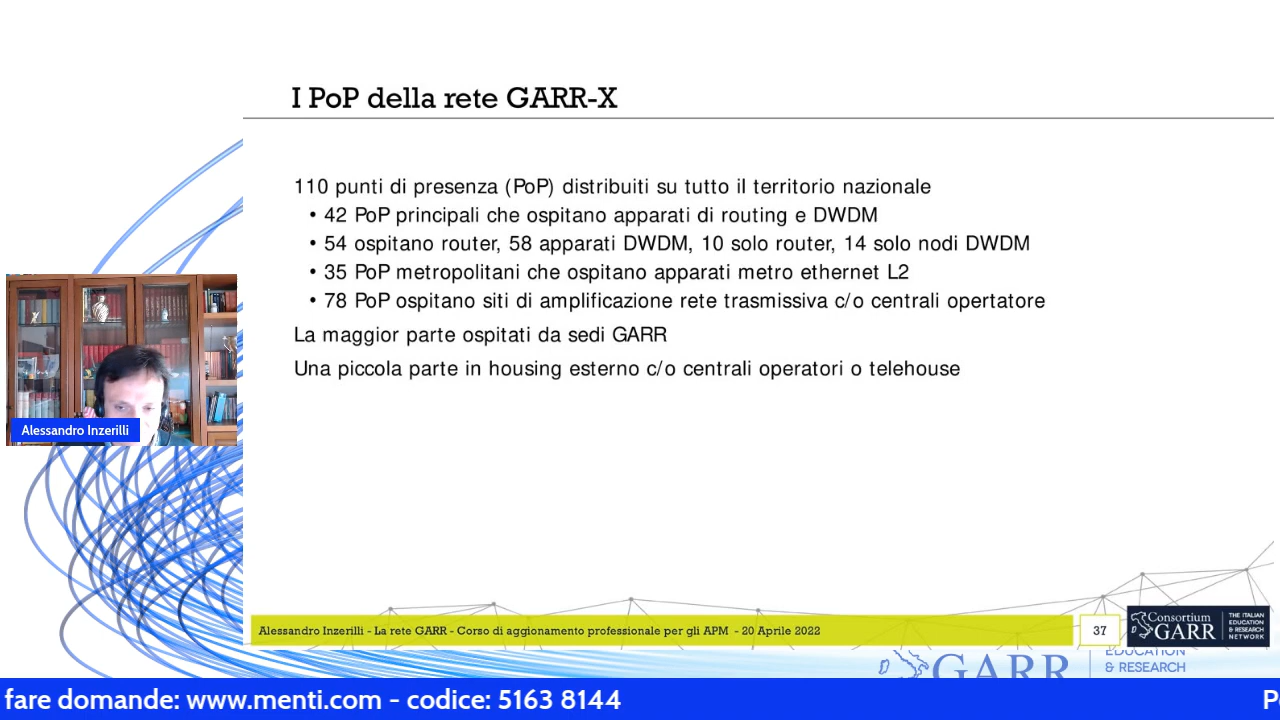 I PoP della rete GARR-X
110 punti di presenza (PoP) distribuiti su tutto il territorio nazionale
• 42 PoP principali che ospitano apparati di routing e DWDM
• 54 ospitano router, 58 apparati DWDM, 10 solo router, 14 solo nodi DWDM
• 35 PoP metropolitani che ospitano apparati metro ethernet L2
• 78 PoP ospitano siti di amplificazione rete trasmissiva c/o centrali opertatore
La maggior parte ospitati da sedi GARR
Una piccola parte in housing esterno c/o centrali operatori o telehouse
Alessandro Inzerilli
Alessandro Inzerilli - La rete GARR - Corso di aggionamento professionale per gli APM - 20 Aprile 2022
37
Consortium
GARR
THE ITALIAN
EDUCATION
& RESEARCH
NETWORK
GARR
EDUCATION
& RESEARCH
fare domande: www.menti.com - codice: 5163 8144